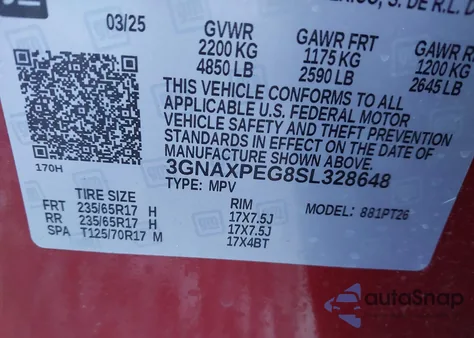 S. DE R.L. D
03/25
GVWR
2200 KG
4850 LB
GAWR FRT
1175 KG
2590 LB
GAWR R
1200 KG
2645 LB
THIS VEHICLE CONFORMS TO ALL
APPLICABLE U.S. FEDERAL MOTOR
VEHICLE SAFETY AND THEFT PREVENTION
STANDARDS IN EFFECT ON THE DATE OF
MANUFACTURE SHOWN ABOVE.
3GNAXPEG8SL328648
TYPE: MPV
170H
TIRE SIZE
FRT 235/65R17 H
RR 235/65R17 H
SPA T125/70R17 M
RIM
17X7.5J
17X7.5J
17X4BT
MODEL: 881PT26
autoSnap